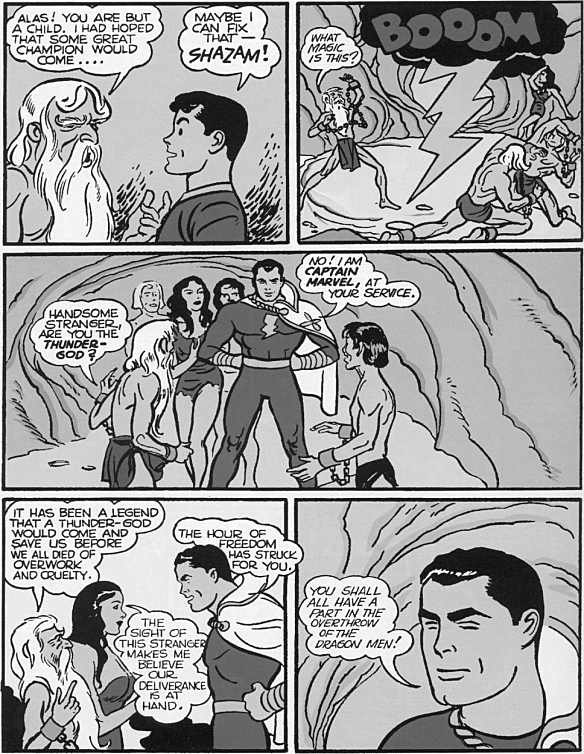 ALAS! YOU ARE BUT
A CHILD. I HAD HOPED
THAT SOME GREAT
CHAMPION WOULD
COME ....
MAYBE I
CAN FIX
THAT —
SHAZAM!
WHAT
MAGIC
IS THIS?
BOOOM
HANDSOME
STRANGER,
ARE YOU THE
THUNDER-
GOD?
NO! I AM
CAPTAIN
MARVEL, AT
YOUR SERVICE.
IT HAS BEEN A LEGEND
THAT A THUNDER-GOD
WOULD COME AND
SAVE US BEFORE
WE ALL DIED OF
OVERWORK
AND CRUELTY.
THE HOUR OF
FREEDOM
HAS STRUCK
FOR YOU.
THE
SIGHT OF
THIS STRANGER
MAKES ME
BELIEVE
OUR
DELIVERANCE
IS AT
HAND.
YOU SHALL
ALL HAVE A
PART IN THE
OVERTHROW
OF THE
DRAGON MEN!